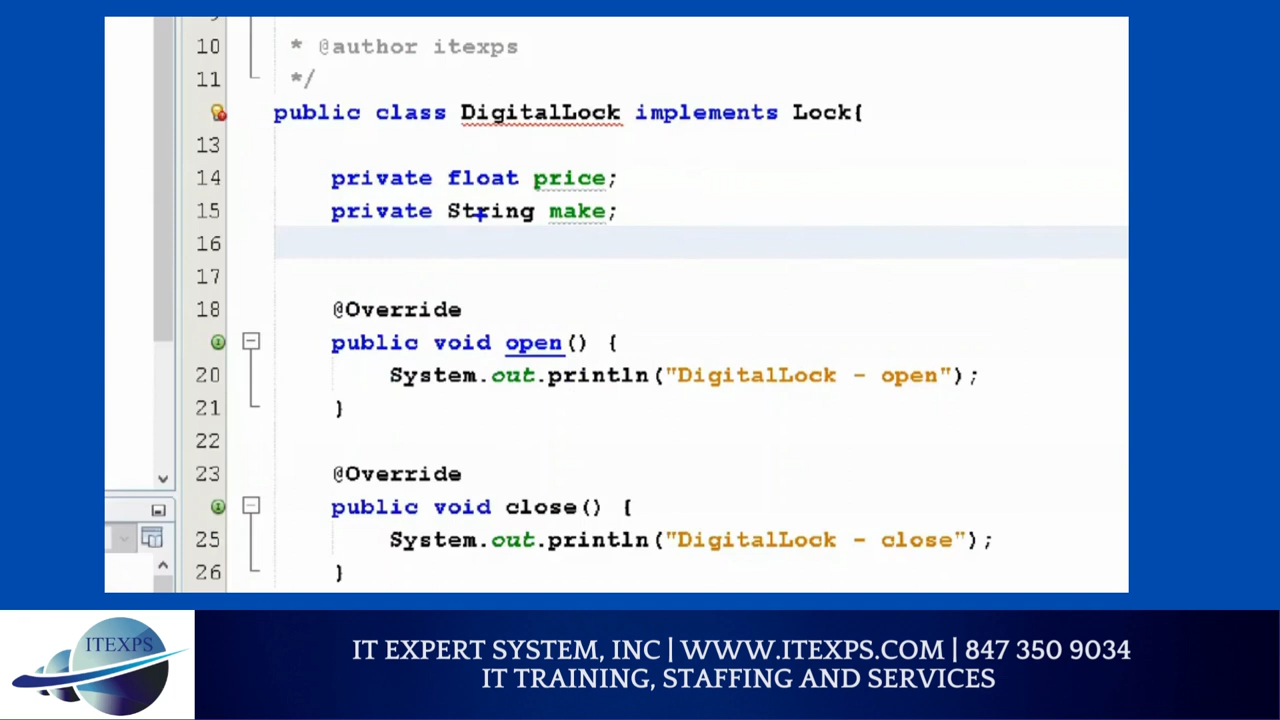 10 * @author itexps
11 */
public class DigitalLock implements Lock{
13
14 private float price;
15 private String make;
16
17
18 @Override
public void open() {
20 System.out.println("DigitalLock - open");
21 }
22
23 @Override
public void close() {
25 System.out.println("DigitalLock - close");
26 }
ITEXPS
IT EXPERT SYSTEM, INC | WWW.ITEXPS.COM | 847 350 9034
IT TRAINING, STAFFING AND SERVICES